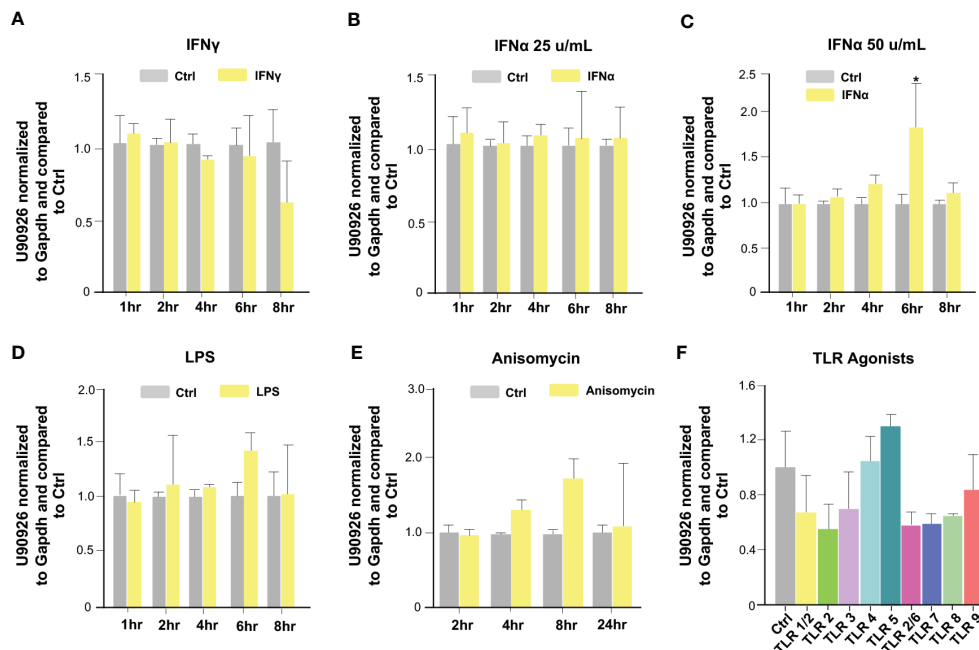 A
IFNγ
Ctrl IFNγ
U90926 normalized
to Gapdh and compared
to Ctrl
1.5
1.0
0.5
0
1hr 2hr 4hr 6hr 8hr
B
IFNα 25 u/mL
Ctrl IFNα
U90926 normalized
to Gapdh and compared
to Ctrl
1.5
1.0
0.5
0
1hr 2hr 4hr 6hr 8hr
C
IFNα 50 u/mL
Ctrl
IFNα
*
U90926 normalized
to Gapdh and compared
to Ctrl
2.5
2.0
1.5
1.0
0.5
0
1hr 2hr 4hr 6hr 8hr
D
LPS
Ctrl LPS
U90926 normalized
to Gapdh and compared
to Ctrl
2.0
1.5
1.0
0.5
0
1hr 2hr 4hr 6hr 8hr
E
Anisomycin
Ctrl Anisomycin
U90926 normalized
to Gapdh and compared
to Ctrl
3.0
2.0
1.0
0
2hr 4hr 8hr 24hr
F
TLR Agonists
U90926 normalized
to Gapdh and compared
to Ctrl
1.6
1.2
0.8
0.4
0
Ctrl
TLR 1/2
TLR 2
TLR 3
TLR 4
TLR 5
TLR 2/6
TLR 7
TLR 8
TLR 9